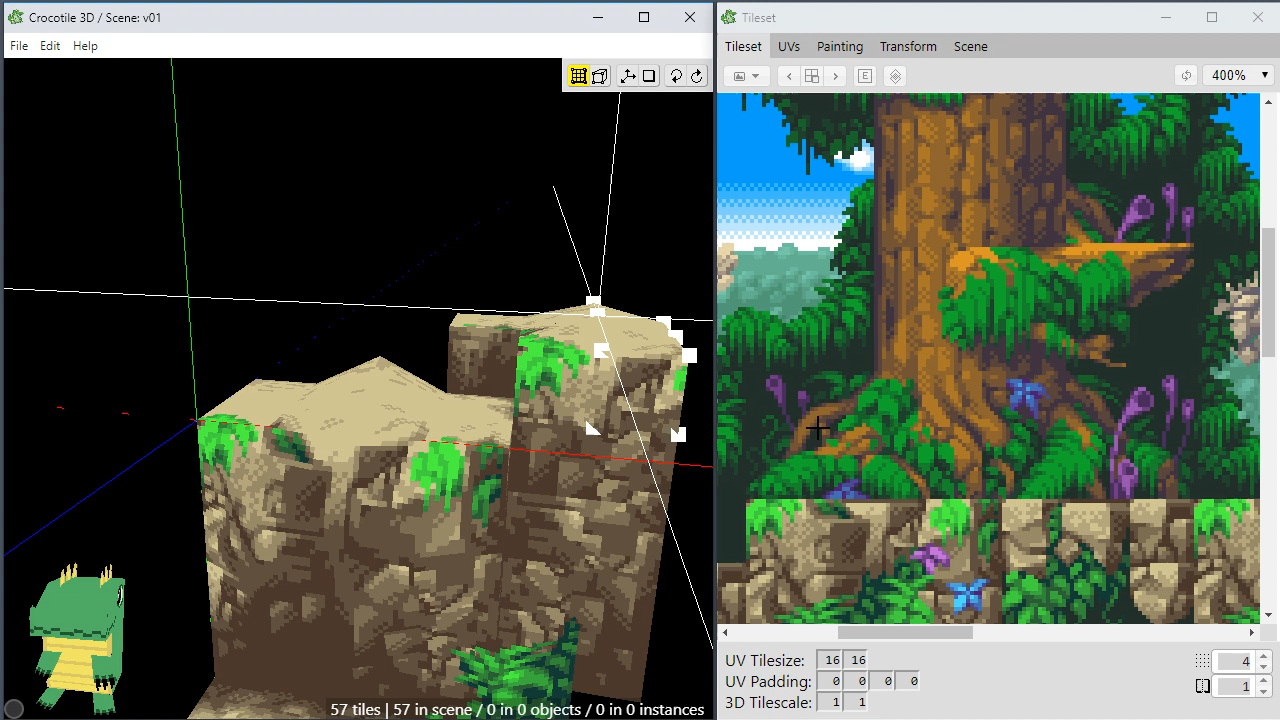 Crocotile 3D / Scene: v01
File Edit Help
57 tiles | 57 in scene / 0 in 0 objects / 0 in 0 instances
Tileset
Tileset UVs Painting Transform Scene
E 400%
UV Tilesize: 16 16
UV Padding: 0 0 0 0
3D Tilescale: 1 1
4
1